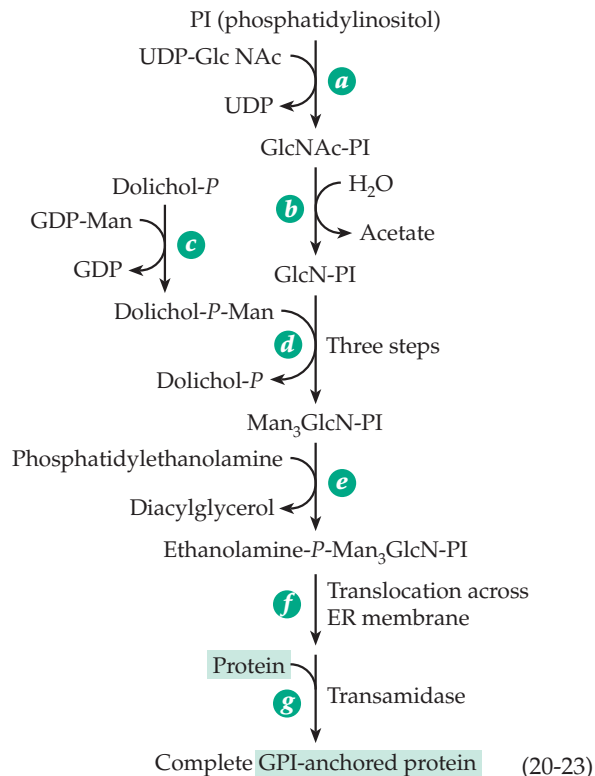 PI (phosphatidylinositol)
UDP-Glc NAc
a
UDP
GlcNAc-PI
H₂O
b
Acetate
Dolichol-P
GDP-Man
c
GDP
GlcN-PI
Dolichol-P-Man
d
Three steps
Dolichol-P
Man₃GlcN-PI
Phosphatidylethanolamine
e
Diacylglycerol
Ethanolamine-P-Man₃GlcN-PI
f
Translocation across
ER membrane
Protein
g
Transamidase
Complete GPI-anchored protein (20-23)